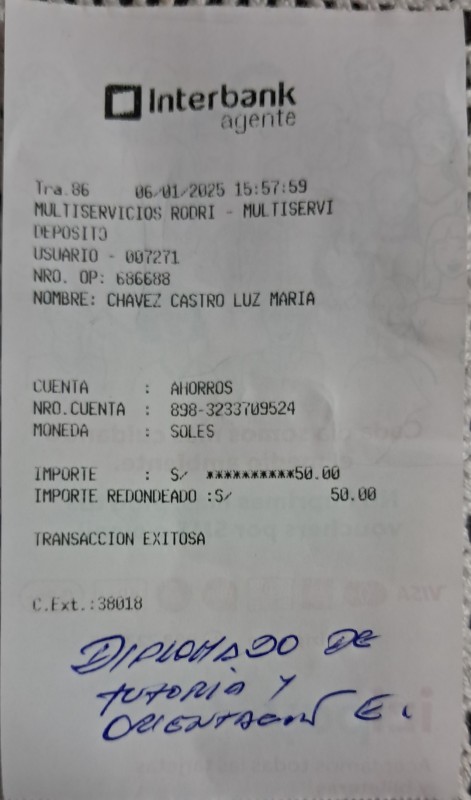 Interbank
agente
Tra.86 06/01/2025 15:57:59
MULTISERVICIOS RODRI - MULTISERVI
DEPOSITO
USUARIO - 007271
NRO. OP: 686688
NOMBRE: CHAVEZ CASTRO LUZ MARIA
CUENTA : AHORROS
NRO.CUENTA : 898-3233709524
MONEDA : SOLES
IMPORTE : S/ **********50.00
IMPORTE REDONDEADO :S/ 50.00
TRANSACCION EXITOSA
C.Ext.:38018
DIPLOMADO DE
TUTORIA Y
ORIENTACION E.